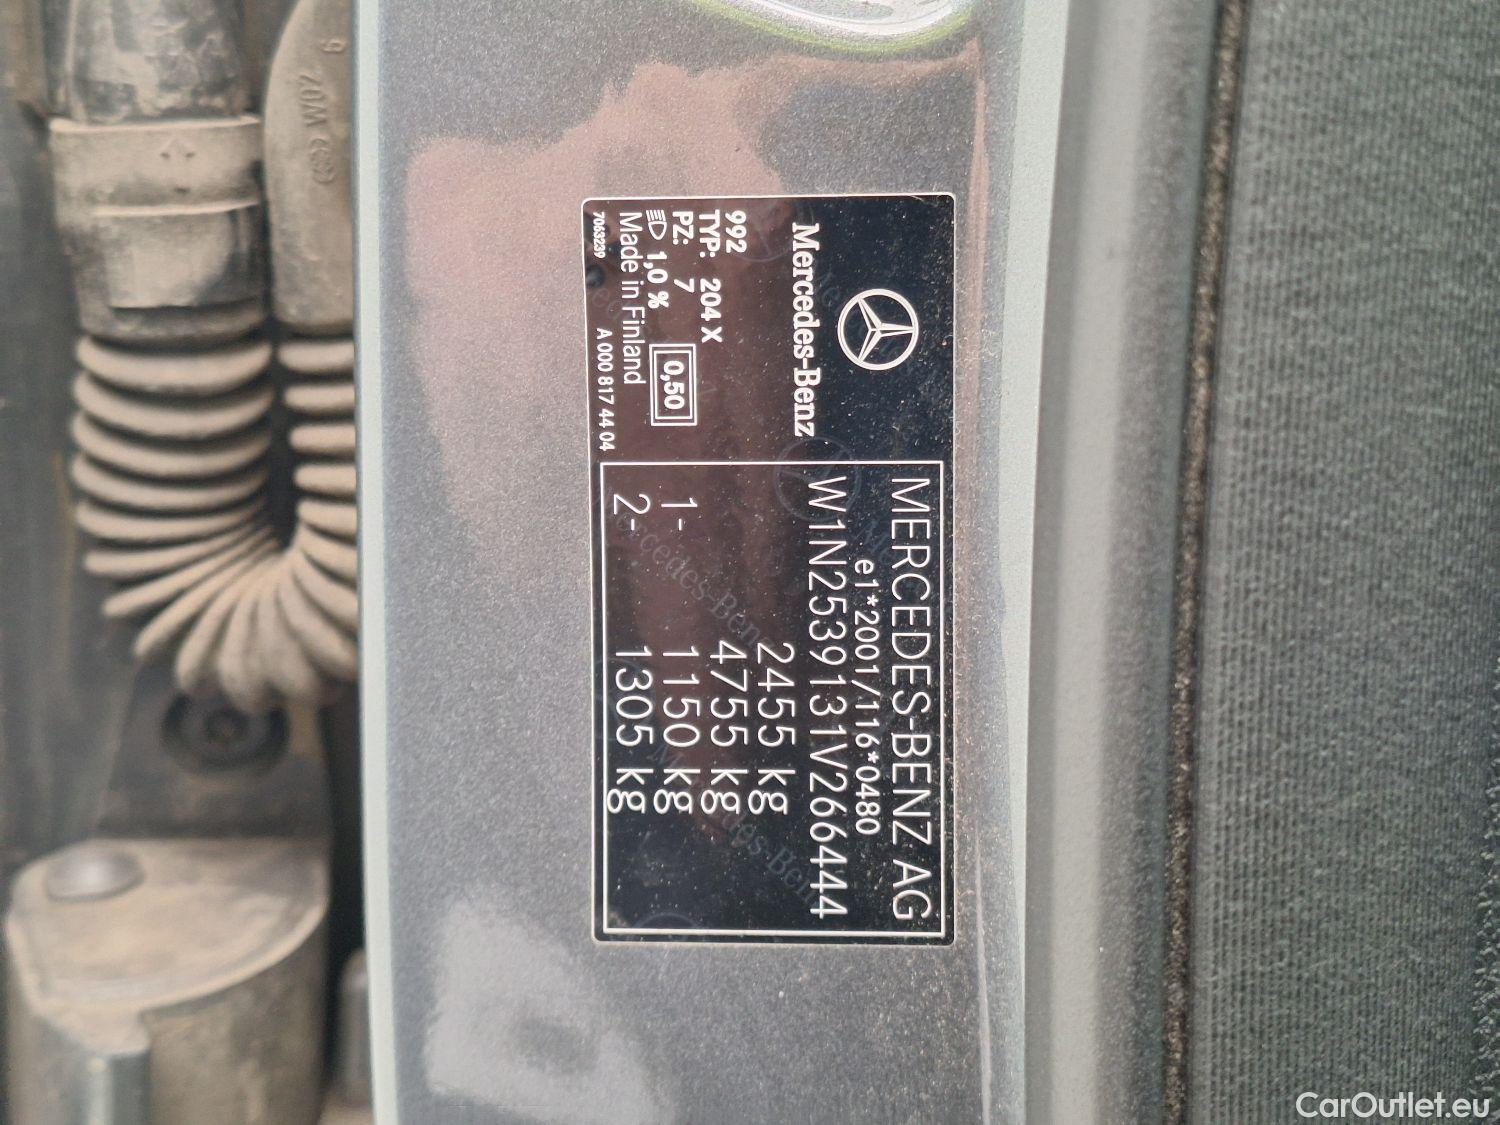 Mercedes-Benz
992
TYP: 204 X
PZ: 7
1,0 %
0,50
Made in Finland
7063239
A 000 817 44 04
MERCEDES-BENZ AG
e1*2001/116*0480
W1N2539131V266444
2455 kg
4755 kg
1- 1150 kg
2- 1305 kg
CarOutlet.eu